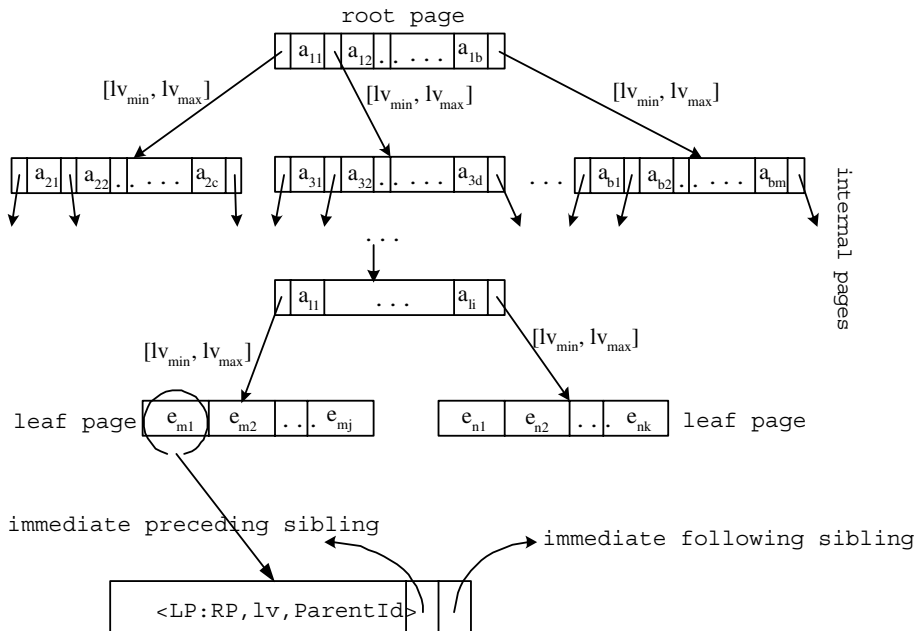 root page
a11 a12 . . . . . a1b
[lvmin, lvmax] [lvmin, lvmax] [lvmin, lvmax]
a21 a22 . . . . . a2c a31 a32 . . . . . a3d . . . ab1 ab2 . . . . . abm
internal pages
. . .
al1 . . . ali
[lvmin, lvmax] [lvmin, lvmax]
leaf page em1 em2 . . . emj en1 en2 . . . enk leaf page
immediate preceding sibling immediate following sibling
<LP:RP,lv,ParentId>